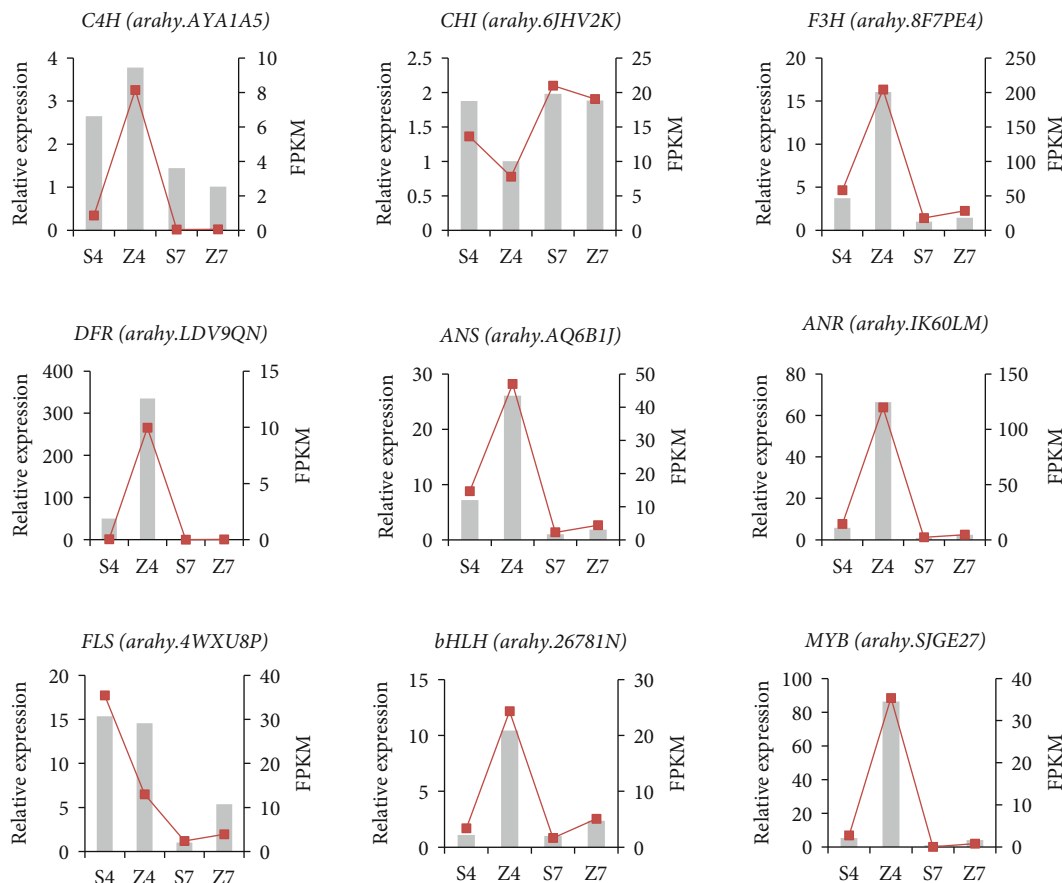 C4H (arahy.AYA1A5)
Relative expression
4
3
2
1
0
10
8
6
4
2
0
FPKM
S4 Z4 S7 Z7
CHI (arahy.6JHV2K)
Relative expression
2.5
2
1.5
1
0.5
0
25
20
15
10
5
0
FPKM
S4 Z4 S7 Z7
F3H (arahy.8F7PE4)
Relative expression
20
15
10
5
0
250
200
150
100
50
0
FPKM
S4 Z4 S7 Z7
DFR (arahy.LDV9QN)
Relative expression
400
300
200
100
0
15
10
5
0
FPKM
S4 Z4 S7 Z7
ANS (arahy.AQ6B1J)
Relative expression
30
20
10
0
50
40
30
20
10
0
FPKM
S4 Z4 S7 Z7
ANR (arahy.IK60LM)
Relative expression
80
60
40
20
0
150
100
50
0
FPKM
S4 Z4 S7 Z7
FLS (arahy.4WXU8P)
Relative expression
20
15
10
5
0
40
30
20
10
0
FPKM
S4 Z4 S7 Z7
bHLH (arahy.26781N)
Relative expression
15
10
5
0
30
20
10
0
FPKM
S4 Z4 S7 Z7
MYB (arahy.SJGE27)
Relative expression
100
80
60
40
20
0
40
30
20
10
0
FPKM
S4 Z4 S7 Z7